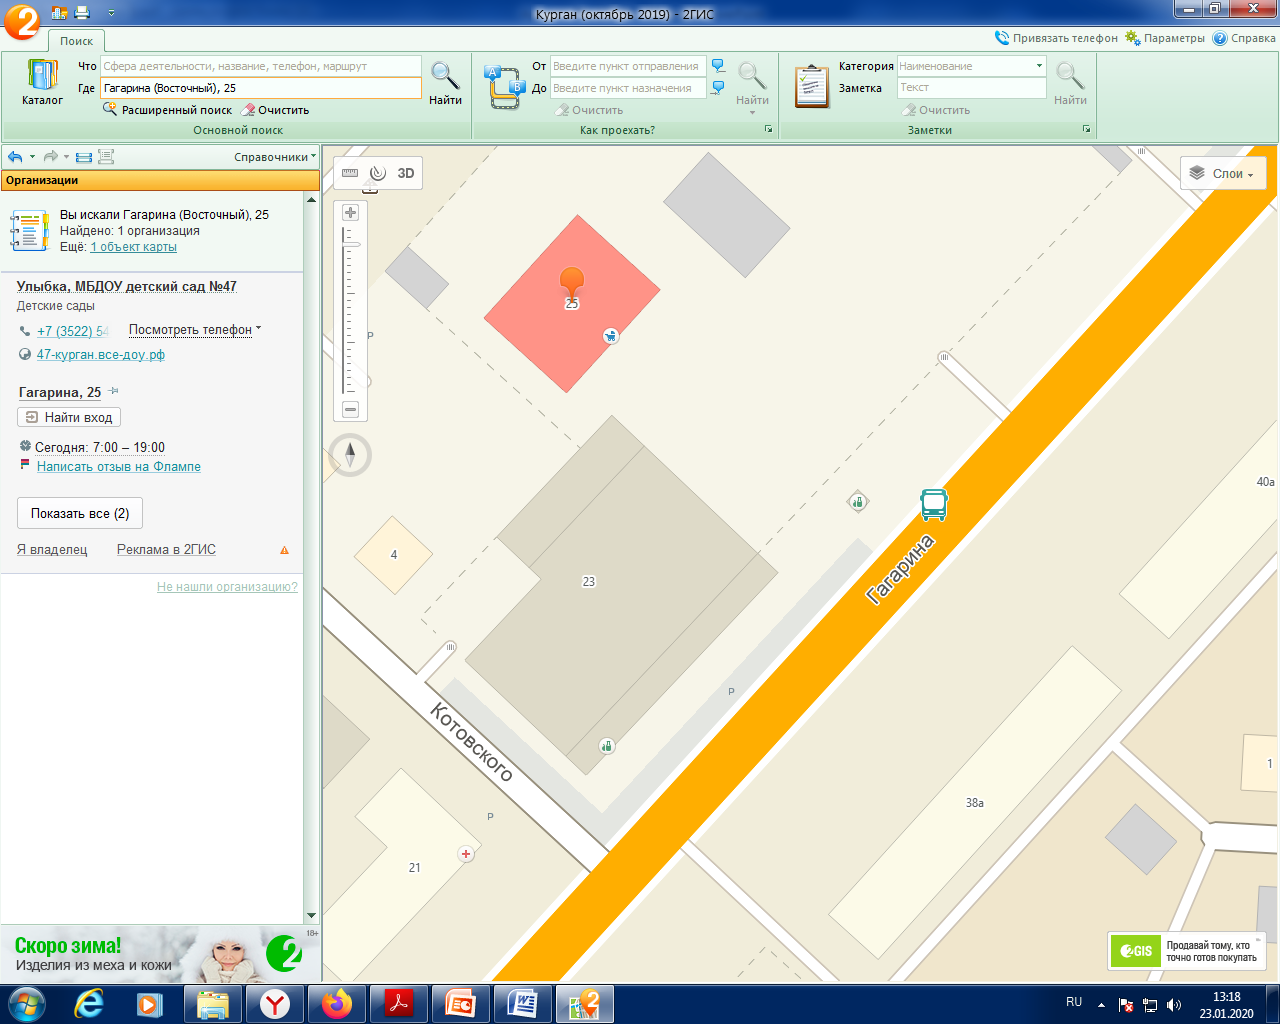 Курган (октябрь 2019) - 2ГИС
Поиск
Привязать телефон
Параметры
Справка
Каталог
Что
Сфера деятельности, название, телефон, маршрут
Где
Гагарина (Восточный), 25
Расширенный поиск
Очистить
Найти
Основной поиск
От
Введите пункт отправления
До
Введите пункт назначения
Очистить
Найти
Как проехать?
Категория
Наименование
Заметка
Текст
Очистить
Найти
Заметки
Справочники
Организации
Вы искали Гагарина (Восточный), 25
Найдено: 1 организация
Ещё: 1 объект карты
Улыбка, МБДОУ детский сад №47
Детские сады
+7 (3522) 54
Посмотреть телефон
47-курган.все-доу.рф
Гагарина, 25
Найти вход
Сегодня: 7:00 – 19:00
Написать отзыв на Флампе
Показать все (2)
Я владелец
Реклама в 2ГИС
Не нашли организацию?
18+
Скоро зима!
Изделия из меха и кожи
2
3D
Слои
25
P
4
23
Гагарина
40а
Котовского
P
38а
1
P
21
2GIS
Продавай тому, кто
точно готов покупать
RU
13:18
23.01.2020